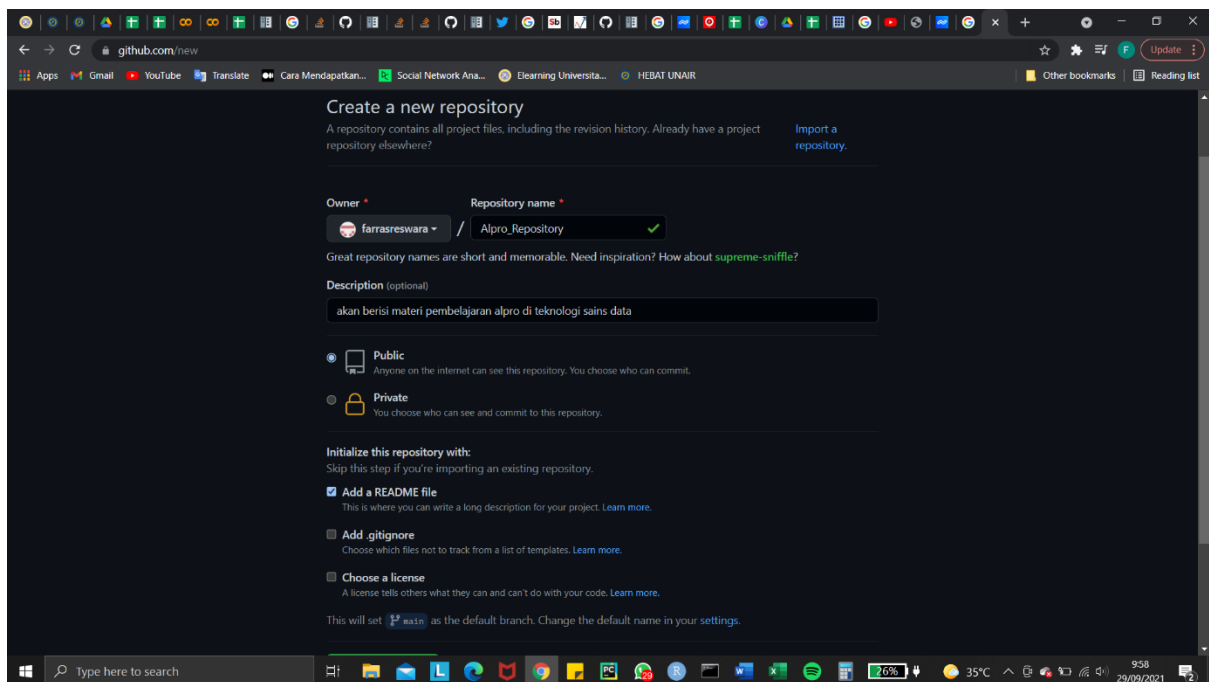 github.com/new
Update
Apps
Gmail
YouTube
Translate
Cara Mendapatkan...
Social Network Ana...
Elearning Universita...
HEBAT UNAIR
Other bookmarks
Reading list
Create a new repository
A repository contains all project files, including the revision history. Already have a project
repository elsewhere?
Import a
repository.
Owner *
Repository name *
farrasreswara
/
Alpro_Repository
Great repository names are short and memorable. Need inspiration? How about supreme-sniffle?
Description (optional)
akan berisi materi pembelajaran alpro di teknologi sains data
Public
Anyone on the internet can see this repository. You choose who can commit.
Private
You choose who can see and commit to this repository.
Initialize this repository with:
Skip this step if you're importing an existing repository.
Add a README file
This is where you can write a long description for your project. Learn more.
Add .gitignore
Choose which files not to track from a list of templates. Learn more.
Choose a license
A license tells others what they can and can't do with your code. Learn more.
This will set main as the default branch. Change the default name in your settings.
Type here to search
26%
35°C
9:58
29/09/2021